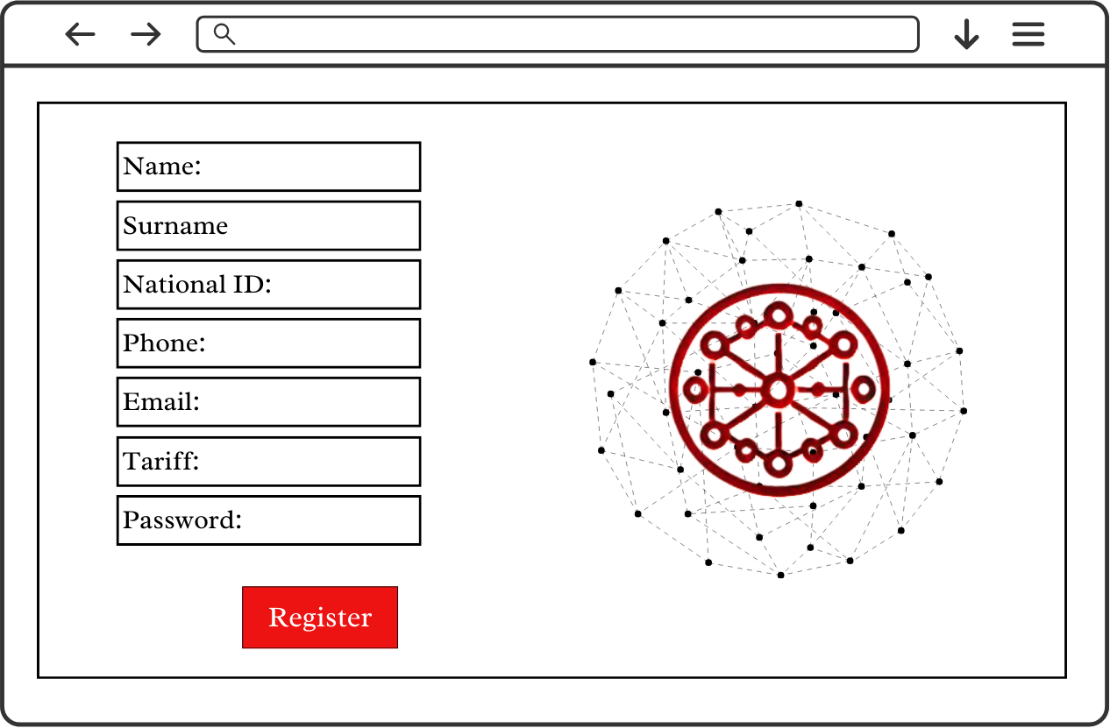 Name:
Surname
National ID:
Phone:
Email:
Tariff:
Password:
Register